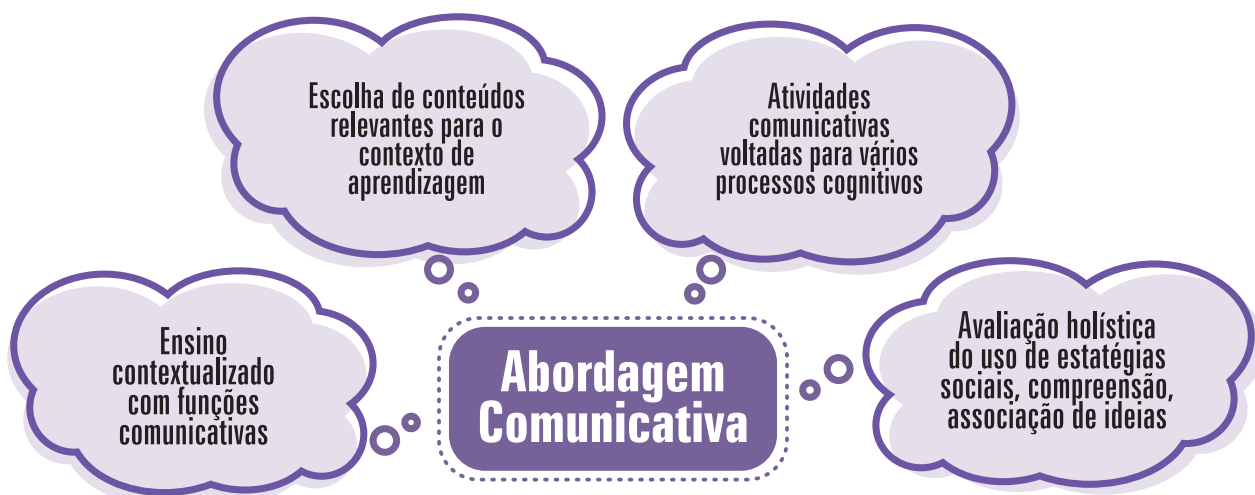 Escolha de conteúdos
relevantes para o
contexto de
aprendizagem
Atividades
comunicativas
voltadas para vários
processos cognitivos
Ensino
contextualizado
com funções
comunicativas
Abordagem
Comunicativa
Avaliação holística
do uso de estatégias
sociais, compreensão,
associação de ideias